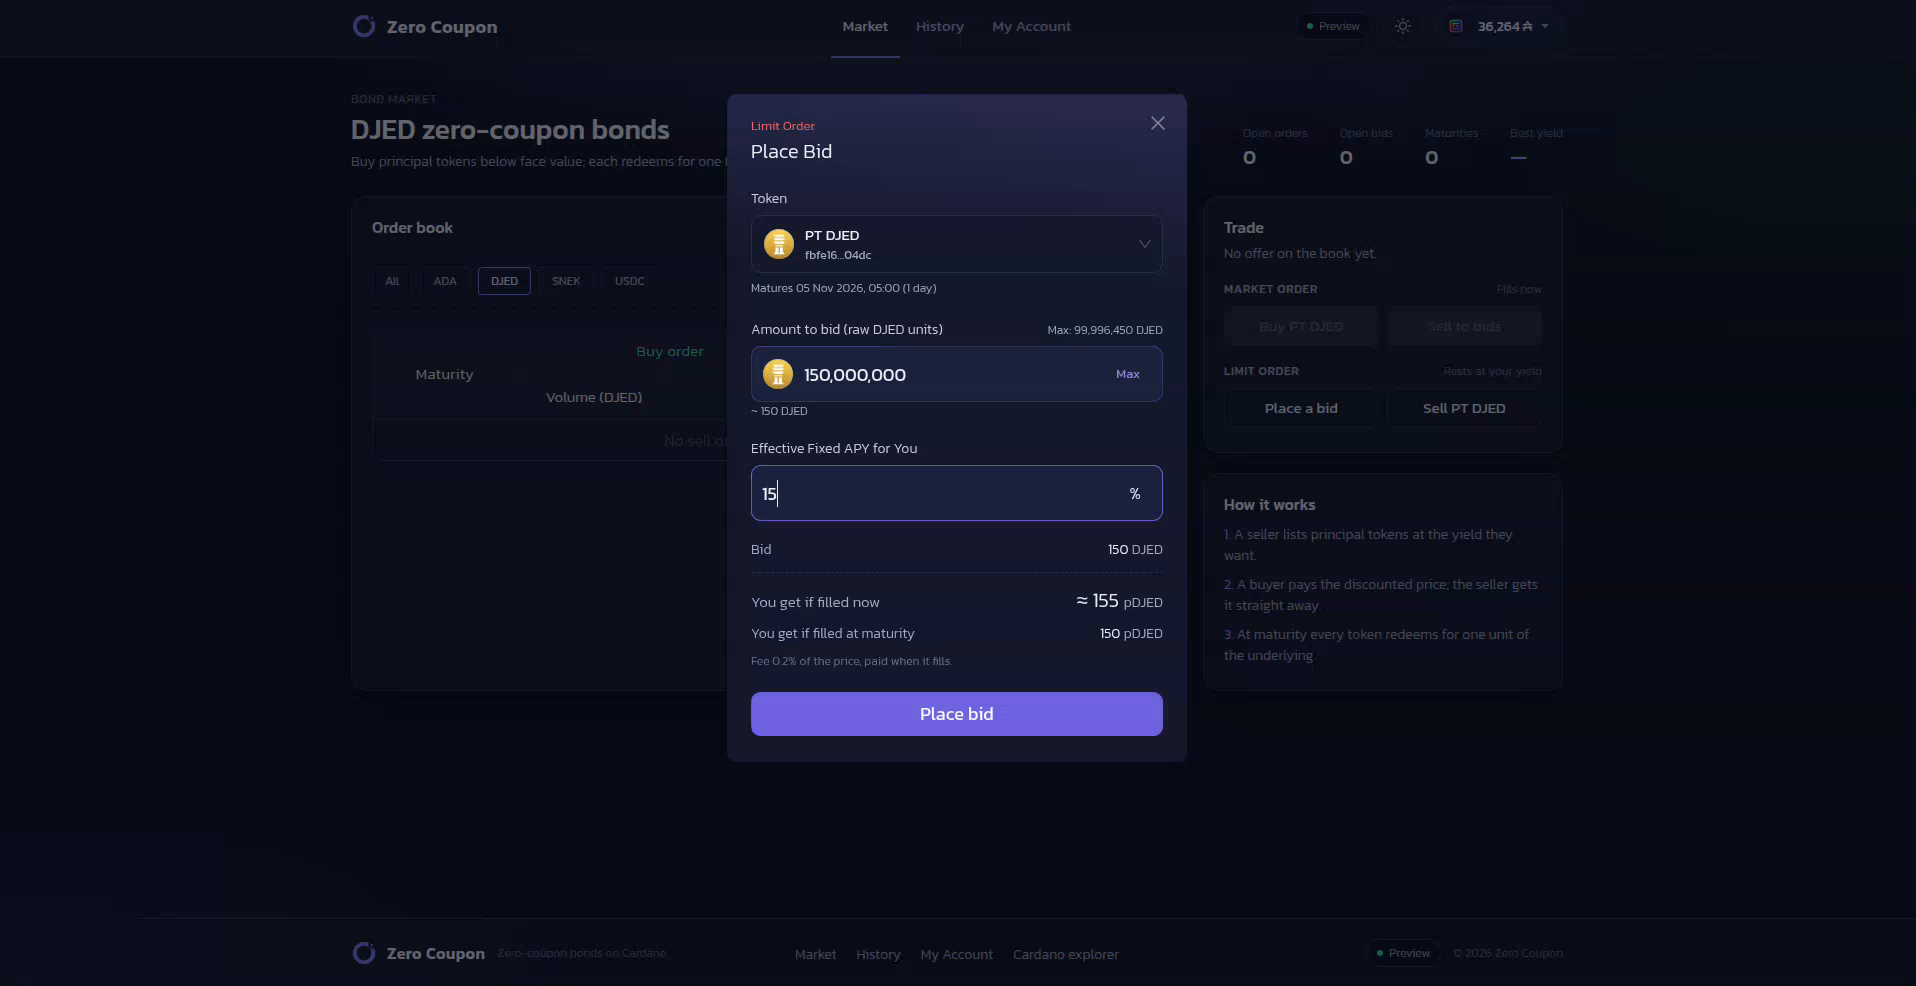 Zero Coupon
Market History My Account
Preview
36,264 ₳
BOND MARKET
DJED zero-coupon bonds
Buy principal tokens below face value; each redeems for one
Open orders Open bids Maturities Best yield
0 0 0 —
Order book
All ADA DJED SNEK USDC
Buy order
Maturity
Volume (DJED)
No sell
Limit Order
Place Bid
Token
PT DJED
fbfe16...04dc
Matures 05 Nov 2026, 05:00 (1 day)
Amount to bid (raw DJED units) Max: 99,996,450 DJED
150,000,000 Max
~ 150 DJED
Effective Fixed APY for You
15 %
Bid 150 DJED
You get if filled now ≈ 155 pDJED
You get if filled at maturity 150 pDJED
Fee 0.2% of the price, paid when it fills.
Place bid
Trade
No offer on the book yet.
MARKET ORDER Fills now
Buy PT DJED Sell to bids
LIMIT ORDER Rests at your yield
Place a bid Sell PT DJED
How it works
1. A seller lists principal tokens at the yield they
want.
2. A buyer pays the discounted price; the seller gets
it straight away.
3. At maturity every token redeems for one unit of
the underlying.
Zero Coupon Zero-coupon bonds on Cardano
Market History My Account Cardano explorer
Preview © 2026 Zero Coupon